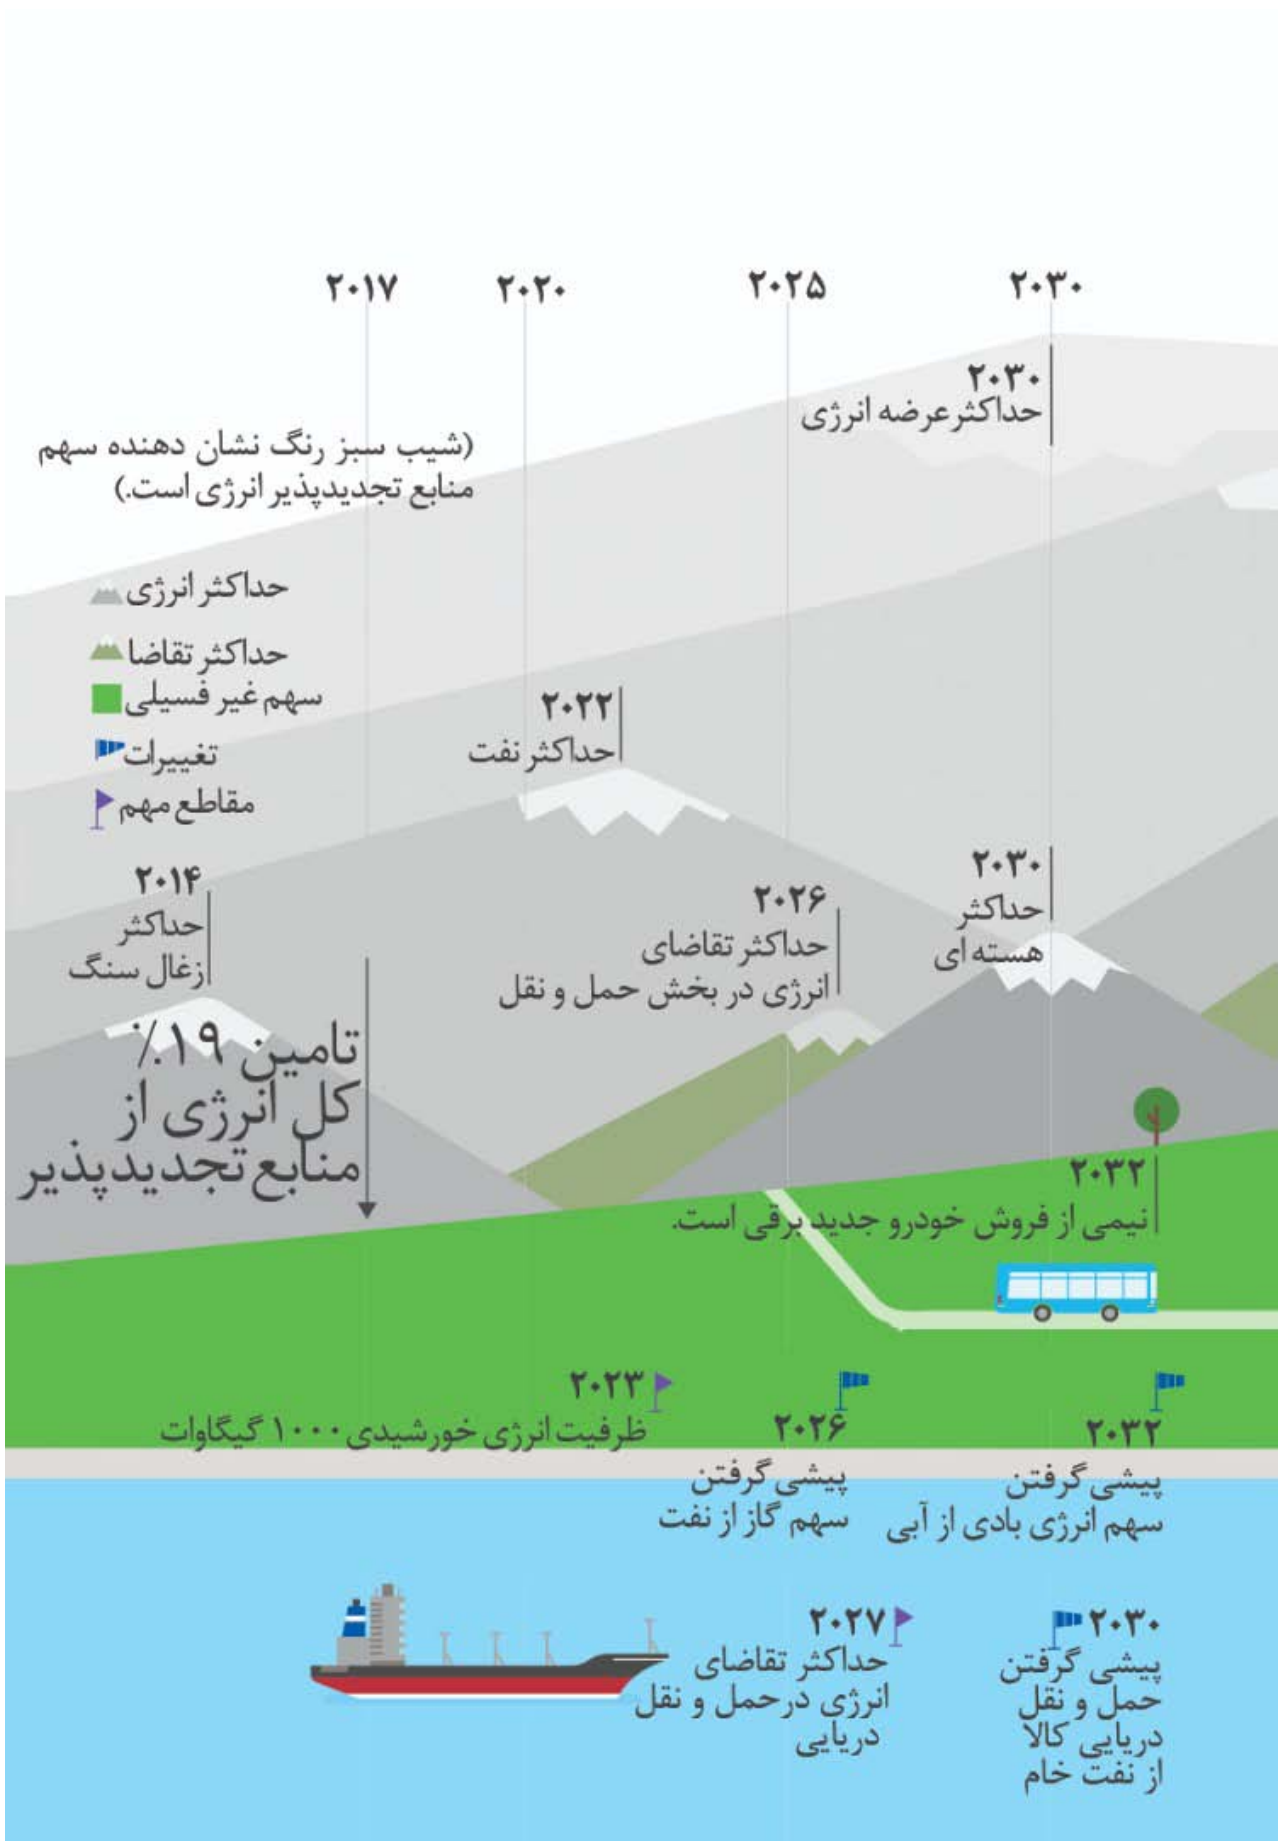 ۲۰۱۷
۲۰۲۰
۲۰۲۵
۲۰۳۰
۲۰۳۰
حداکثر عرضه انرژی
(شیب سبز رنگ نشان دهنده سهم
منابع تجدیدپذیر انرژی است.)
حداکثر انرژی
حداکثر تقاضا
سهم غیر فسیلی
تغییرات
مقاطع مهم
۲۰۲۲
حداکثر نفت
۲۰۱۴
حداکثر
زغال سنگ
۲۰۲۶
حداکثر تقاضای
انرژی در بخش حمل و نقل
۲۰۳۰
حداکثر
هسته ای
تامین ۱۹٪
کل انرژی از
منابع تجدیدپذیر
۲۰۳۲
نیمی از فروش خودرو جدید برقی است.
۲۰۲۳
ظرفیت انرژی خورشیدی ۱۰۰۰ گیگاوات
۲۰۲۶
پیشی گرفتن
سهم گاز از نفت
۲۰۳۲
پیشی گرفتن
سهم انرژی بادی از آبی
۲۰۲۷
حداکثر تقاضای
انرژی در حمل و نقل
دریایی
۲۰۳۰
پیشی گرفتن
حمل و نقل
دریایی کالا
از نفت خام